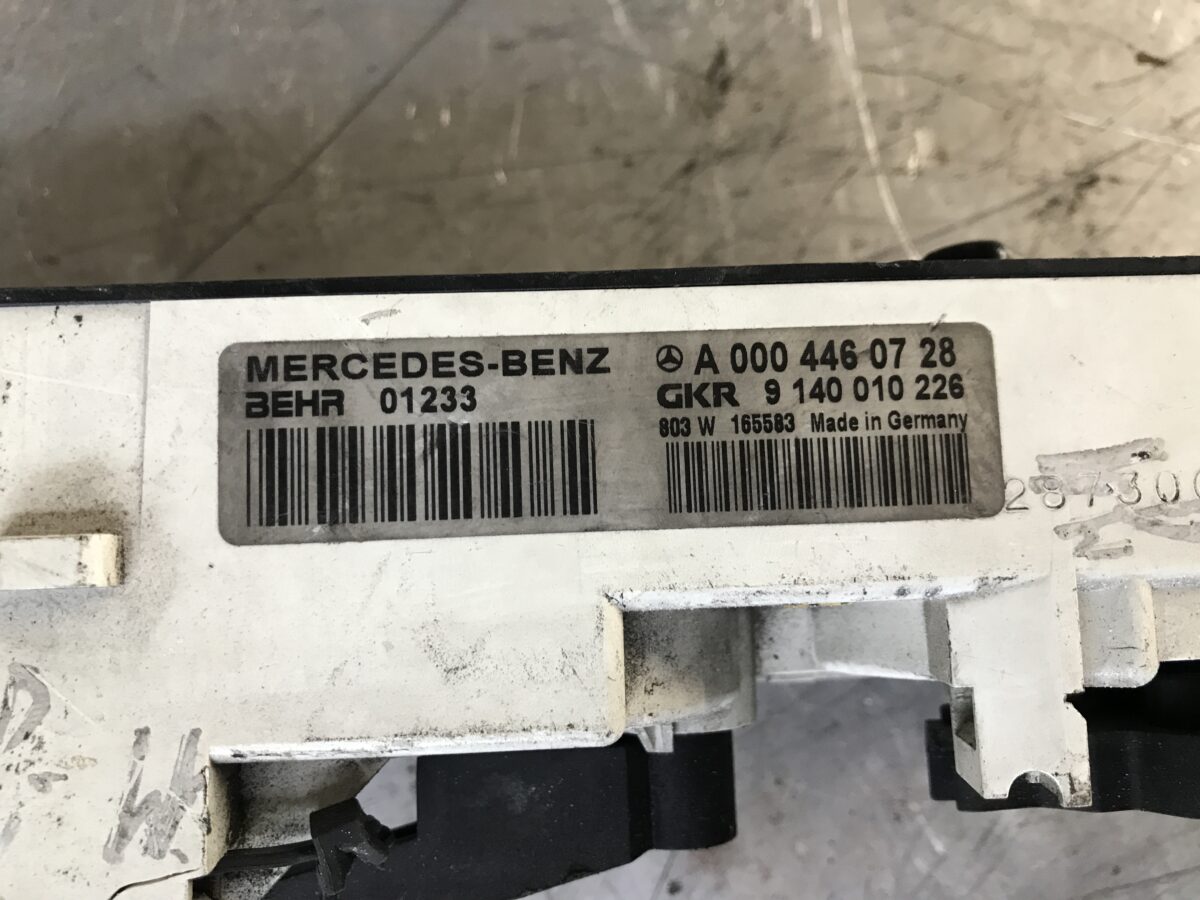 MERCEDES-BENZ
BEHR 01233
A 000 446 07 28
GKR 9 140 010 226
803 W 165583 Made in Germany